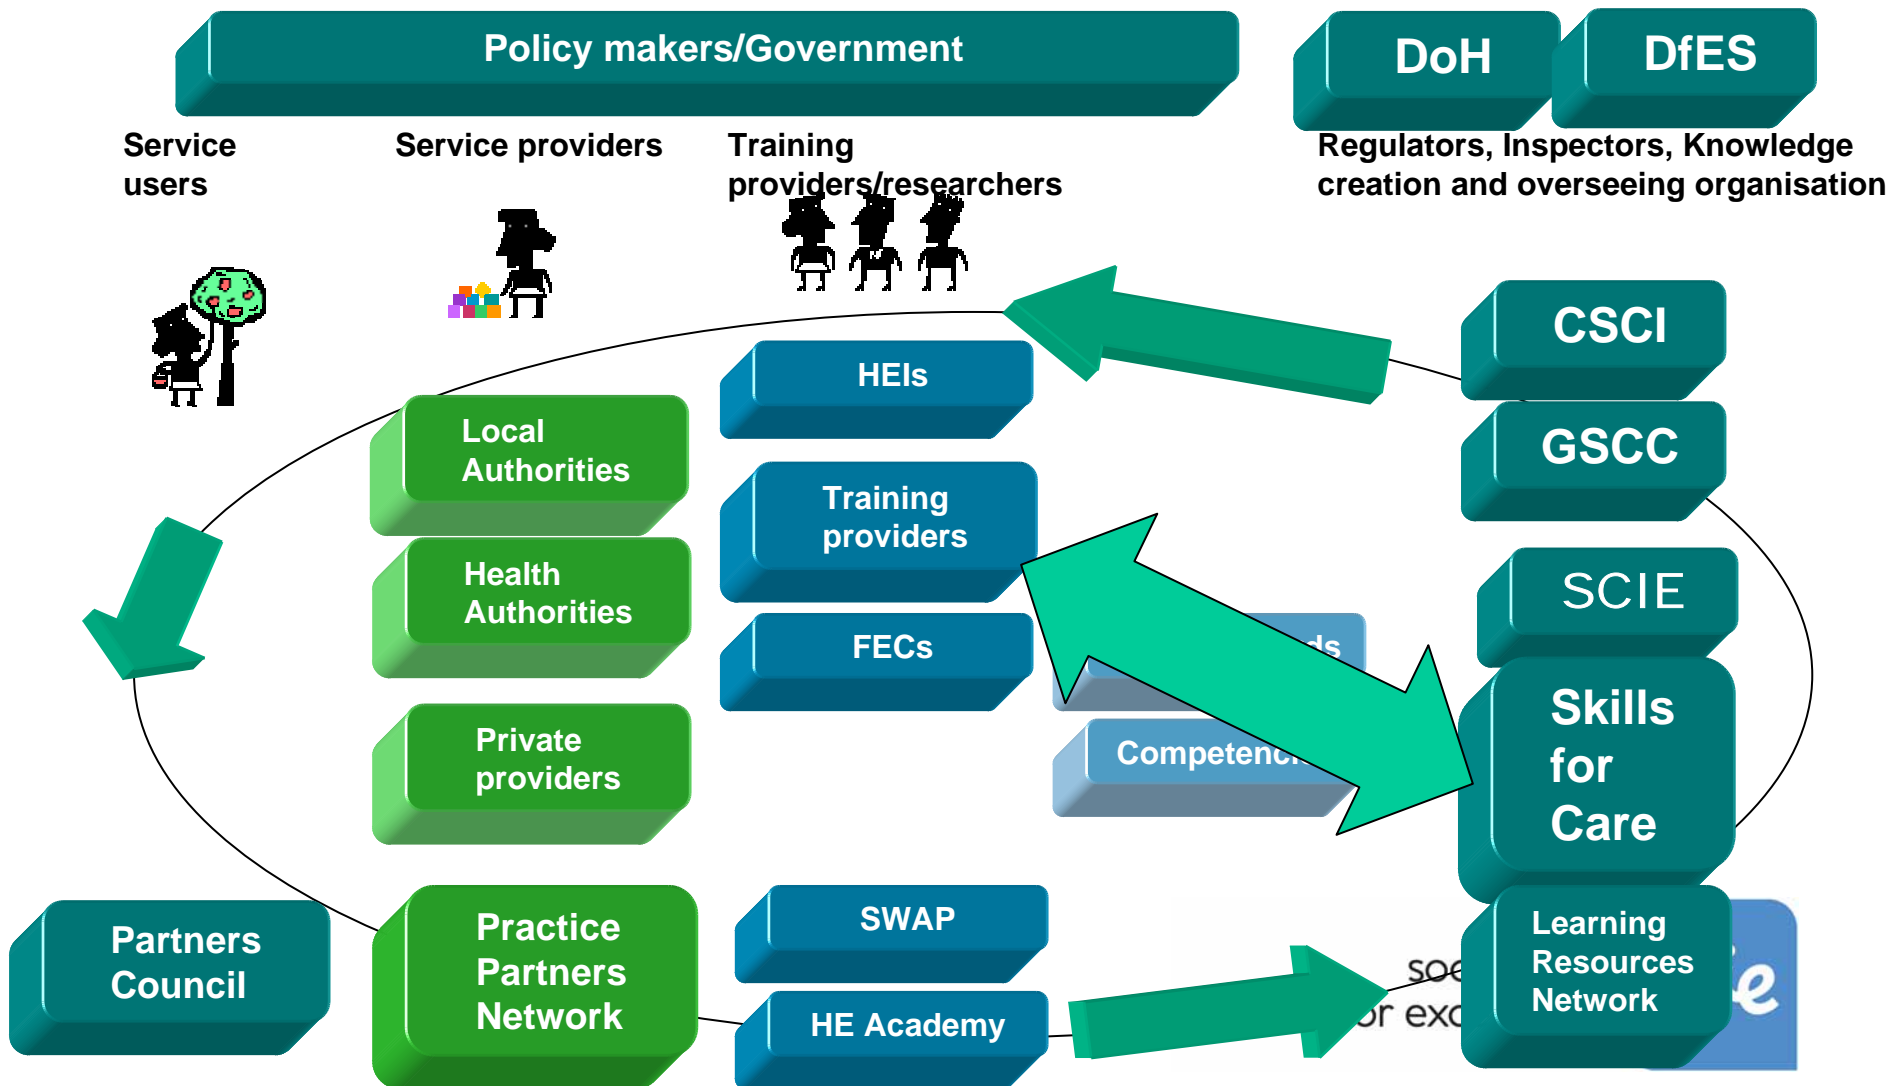 Policy makers/Government
DoH
DfES
Service
users
Service providers
Training
providers/researchers
Regulators, Inspectors, Knowledge
creation and overseeing organisation
CSCI
HEIs
Local
Authorities
GSCC
Training
providers
Health
Authorities
SCIE
FECs
Skills
for
Care
Private
providers
Partners
Council
Practice
Partners
Network
SWAP
HE Academy
Learning
Resources
Network